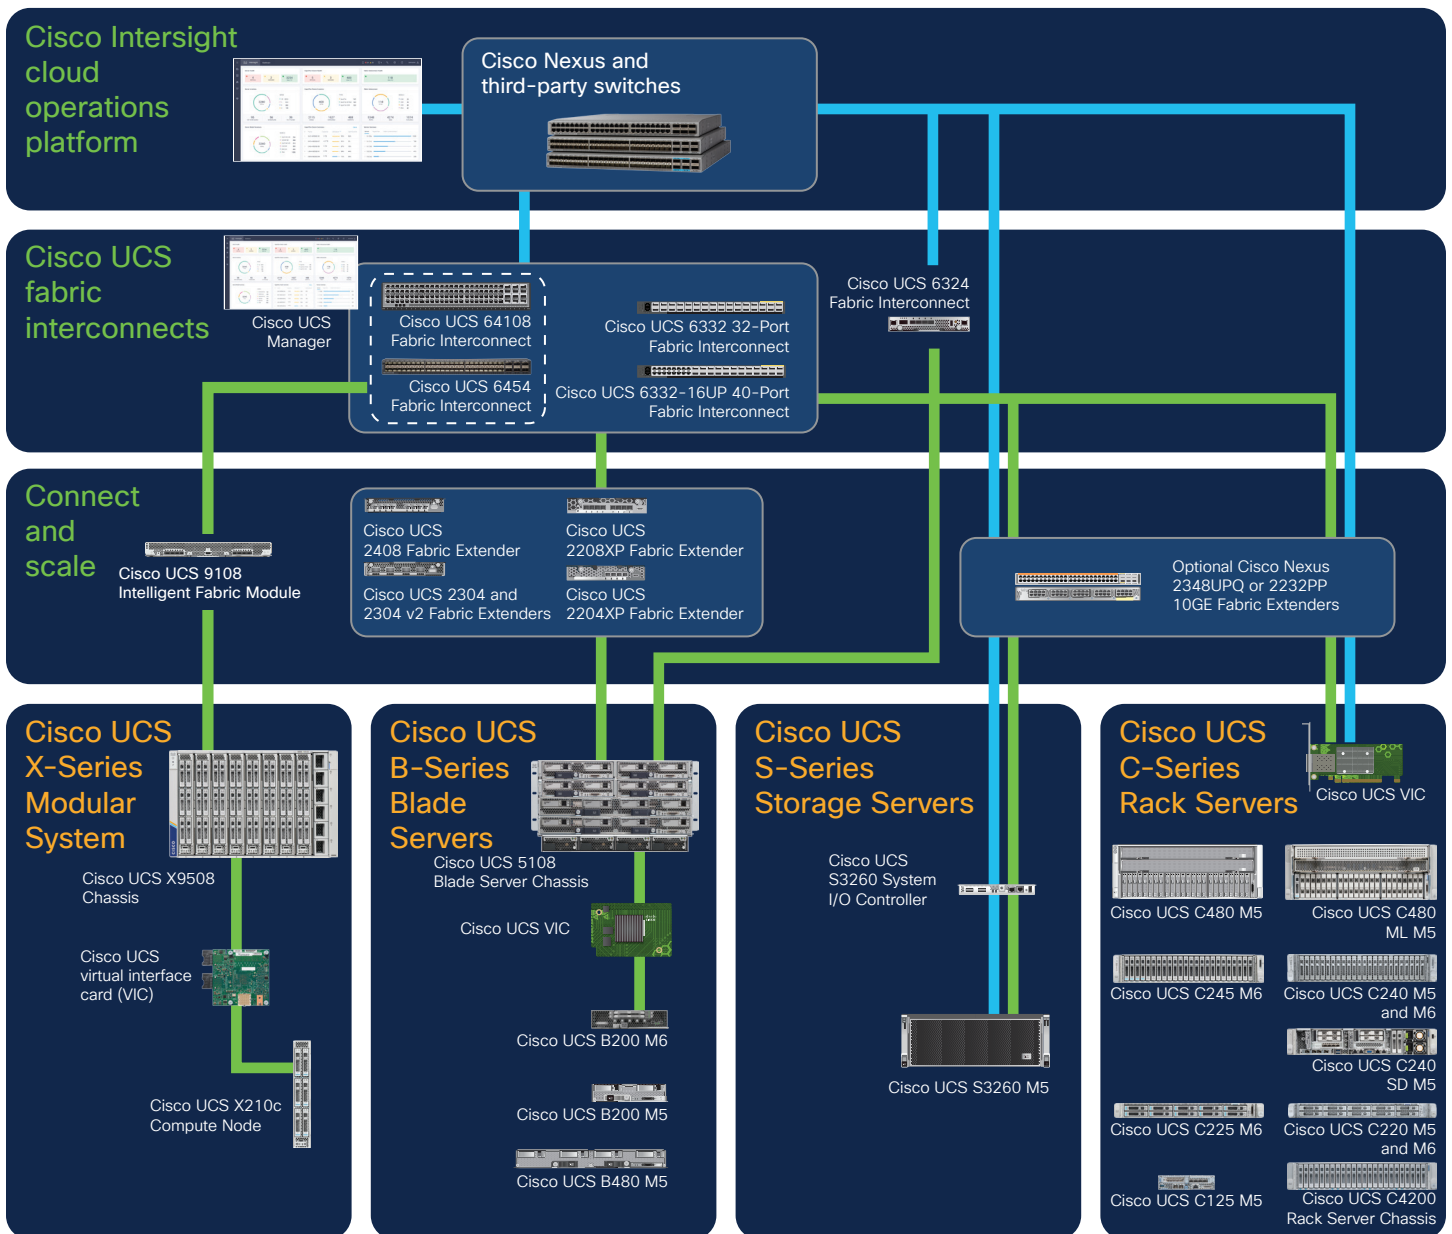 Cisco Intersight
cloud
operations
platform
Cisco Nexus and
third-party switches
Cisco UCS
fabric
interconnects
Cisco UCS
Manager
Cisco UCS 64108
Fabric Interconnect
Cisco UCS 6454
Fabric Interconnect
Cisco UCS 6332 32-Port
Fabric Interconnect
Cisco UCS 6332-16UP 40-Port
Fabric Interconnect
Cisco UCS 6324
Fabric Interconnect
Connect
and
scale
Cisco UCS 9108
Intelligent Fabric Module
Cisco UCS
2408 Fabric Extender
Cisco UCS
2208XP Fabric Extender
Cisco UCS 2304 and
2304 v2 Fabric Extenders
Cisco UCS
2204XP Fabric Extender
Optional Cisco Nexus
2348UPQ or 2232PP
10GE Fabric Extenders
Cisco UCS
X-Series
Modular
System
Cisco UCS X9508
Chassis
Cisco UCS
virtual interface
card (VIC)
Cisco UCS X210c
Compute Node
Cisco UCS
B-Series
Blade
Servers
Cisco UCS 5108
Blade Server Chassis
Cisco UCS VIC
Cisco UCS B200 M6
Cisco UCS B200 M5
Cisco UCS B480 M5
Cisco UCS
S-Series
Storage Servers
Cisco UCS
S3260 System
I/O Controller
Cisco UCS S3260 M5
Cisco UCS
C-Series
Rack Servers
Cisco UCS VIC
Cisco UCS C480 M5
Cisco UCS C480
ML M5
Cisco UCS C245 M6
Cisco UCS C240 M5
and M6
Cisco UCS C240
SD M5
Cisco UCS C225 M6
Cisco UCS C220 M5
and M6
Cisco UCS C125 M5
Cisco UCS C4200
Rack Server Chassis